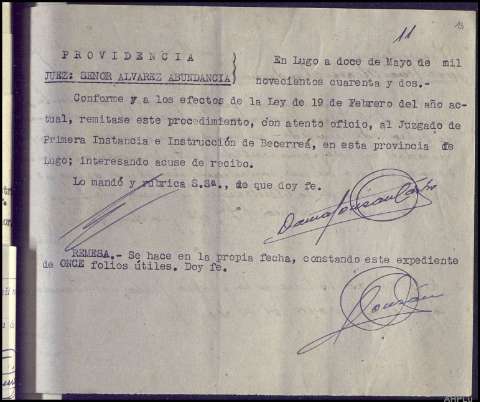 11
13
PROVIDENCIA
JUEZ: SEÑOR ALVAREZ ABUNDANCIA
En Lugo a doce de Mayo de mil
novecientos cuarenta y dos.-
Conforme y a los efectos de la Ley de 19 de Febrero del año ac-
tual, remitase este procedimiento, con atento oficio, al Juzgado de
Primera Instancia e Instrucción de Becerreá, en esta provincia de
Lugo; interesando acuse de recibo.
Lo mandó y rúbrica S.Sª., de que doy fe.
REMESA.- Se hace en la propia fecha, constando este expediente
de ONCE folios útiles. Doy fe.